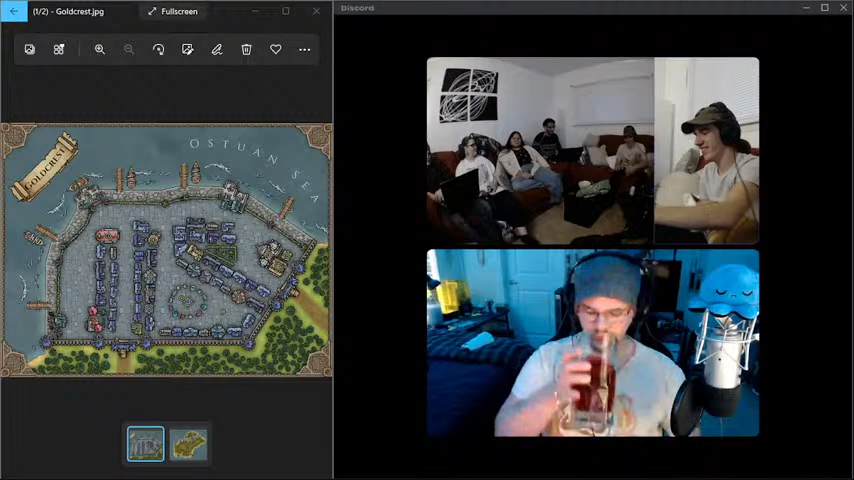 (1/2) - Goldcrest.jpg
Fullscreen
Discord
GOLDCREST
OSTUAN SEA